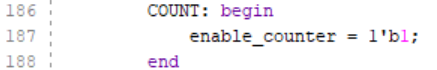 186 COUNT: begin
187 enable_counter = 1'b1;
188 end